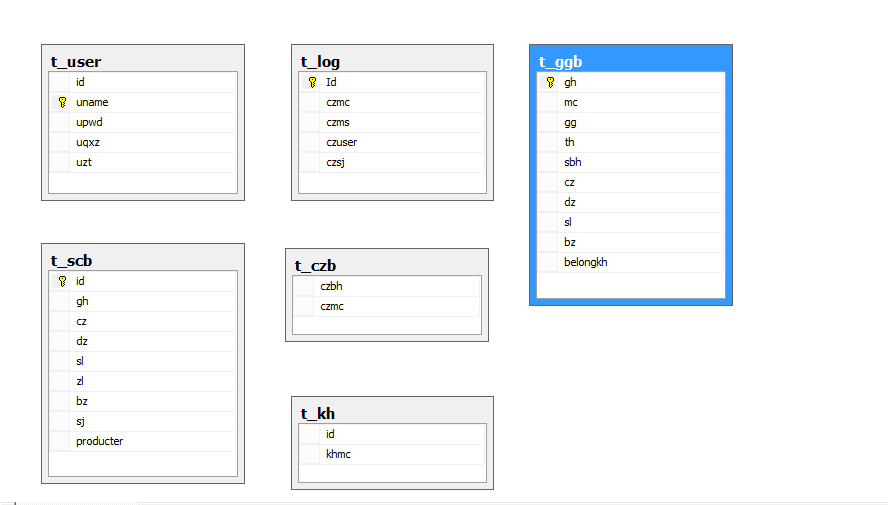 t_user
id
uname
upwd
uqxz
uzt
t_log
Id
czmc
czms
czuser
czsj
t_ggb
gh
mc
gg
th
sbh
cz
dz
sl
bz
belongkh
t_scb
id
gh
cz
dz
sl
zl
bz
sj
producter
t_czb
czbh
czmc
t_kh
id
khmc